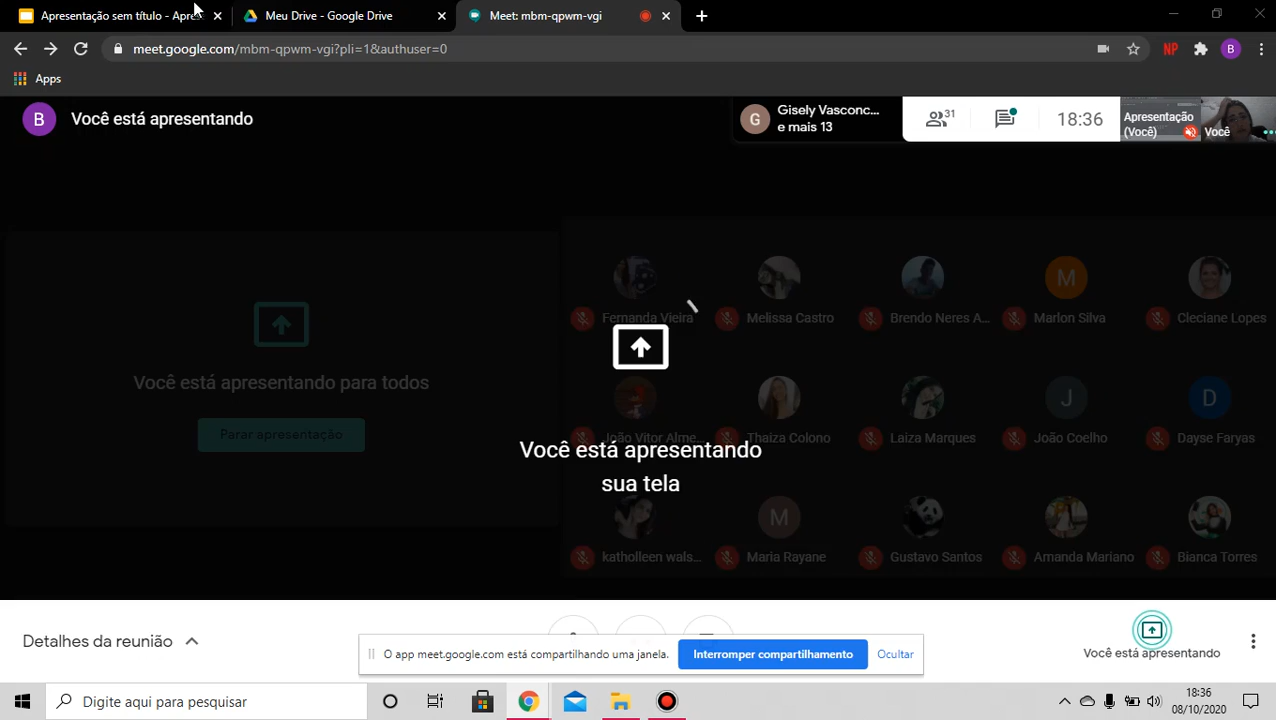 Apresentação sem título - Apres
Meu Drive - Google Drive
Meet: mbm-qpwm-vgi
meet.google.com/mbm-qpwm-vgi?pli=1&authuser=0
NP
B
Apps
B
Você está apresentando
G
Gisely Vasconc...
e mais 13
31
18:36
Apresentação
(Você)
Você
Fernanda Vieira
Melissa Castro
Brendo Neres A...
M
Marlon Silva
Cleciane Lopes
Você está apresentando para todos
Parar apresentação
João Vitor Alme...
Thaiza Colono
Laiza Marques
J
João Coelho
D
Dayse Faryas
Você está apresentando
sua tela
katholleen wals...
M
Maria Rayane
Gustavo Santos
Amanda Mariano
Bianca Torres
Detalhes da reunião
O app meet.google.com está compartilhando uma janela.
Interromper compartilhamento
Ocultar
Você está apresentando
Digite aqui para pesquisar
18:36
08/10/2020